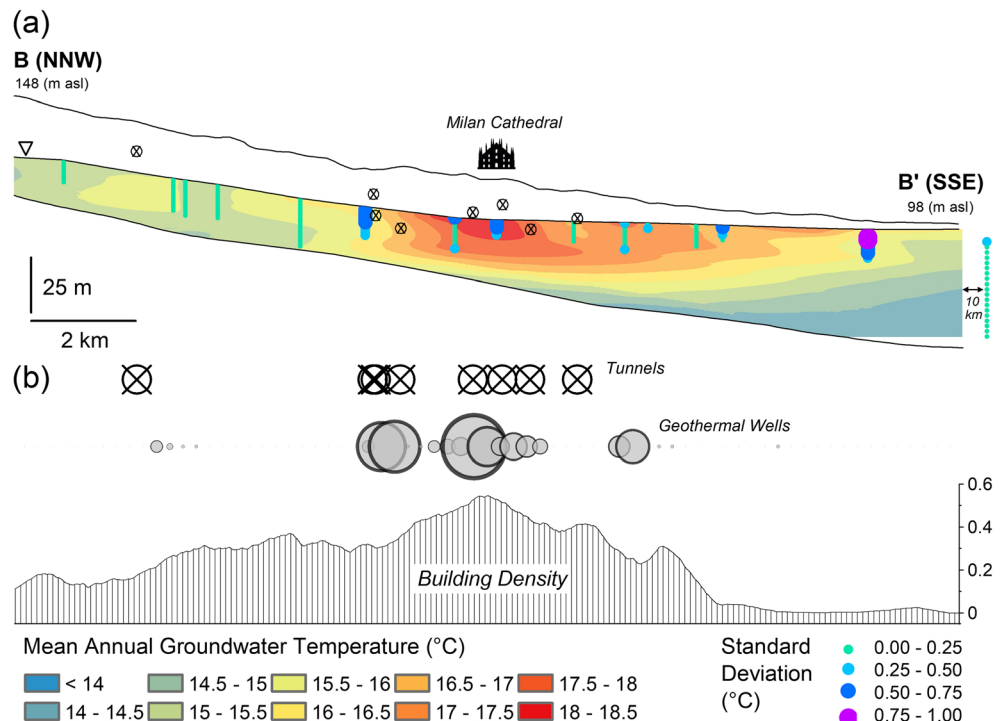 (a)
B (NNW)
148 (m asl)
Milan Cathedral
B' (SSE)
98 (m asl)
25 m
2 km
10
km
(b)
Tunnels
Geothermal Wells
0.6
0.4
0.2
0
Building Density
Mean Annual Groundwater Temperature (°C)
< 14
14.5 - 15
15.5 - 16
16.5 - 17
17.5 - 18
14 - 14.5
15 - 15.5
16 - 16.5
17 - 17.5
18 - 18.5
Standard
Deviation
(°C)
0.00 - 0.25
0.25 - 0.50
0.50 - 0.75
0.75 - 1.00